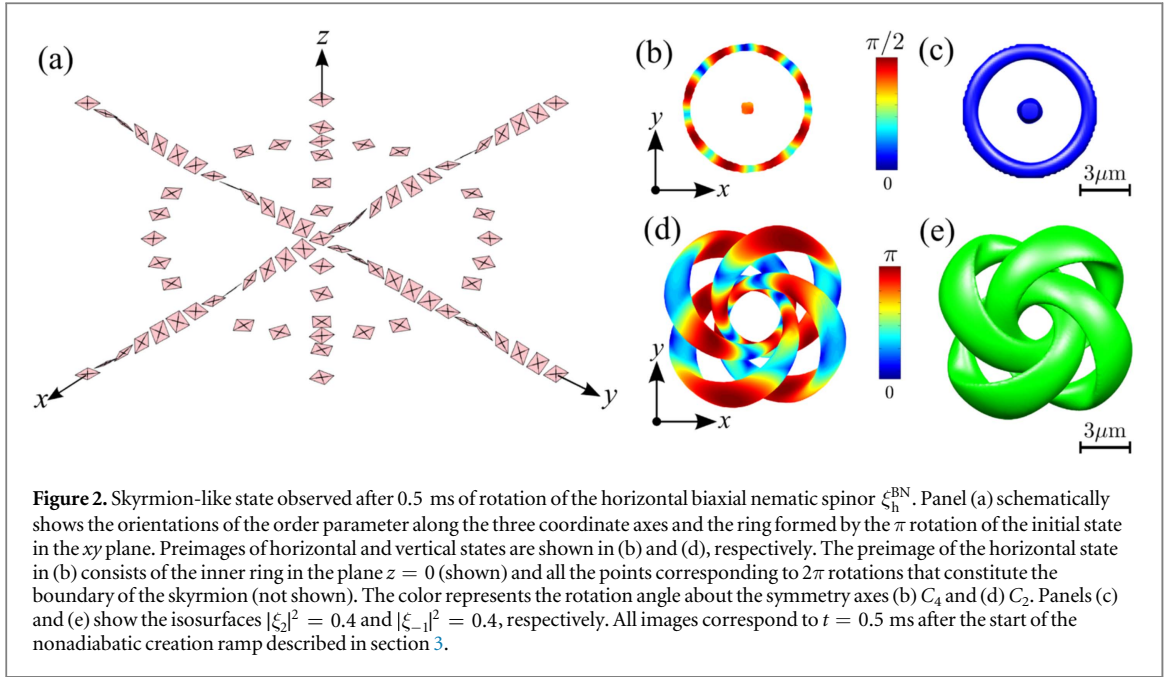 (a)
z
x
y
(b)
y
x
π/2
0
(c)
3μm
(d)
y
x
π
0
(e)
3μm
Figure 2. Skyrmion-like state observed after 0.5 ms of rotation of the horizontal biaxial nematic spinor ξ_h^BN. Panel (a) schematically
shows the orientations of the order parameter along the three coordinate axes and the ring formed by the π rotation of the initial state
in the xy plane. Preimages of horizontal and vertical states are shown in (b) and (d), respectively. The preimage of the horizontal state
in (b) consists of the inner ring in the plane z = 0 (shown) and all the points corresponding to 2π rotations that constitute the
boundary of the skyrmion (not shown). The color represents the rotation angle about the symmetry axes (b) C₄ and (d) C₂. Panels (c)
and (e) show the isosurfaces |ξ₂|² = 0.4 and |ξ₋₁|² = 0.4, respectively. All images correspond to t = 0.5 ms after the start of the
nonadiabatic creation ramp described in section 3.